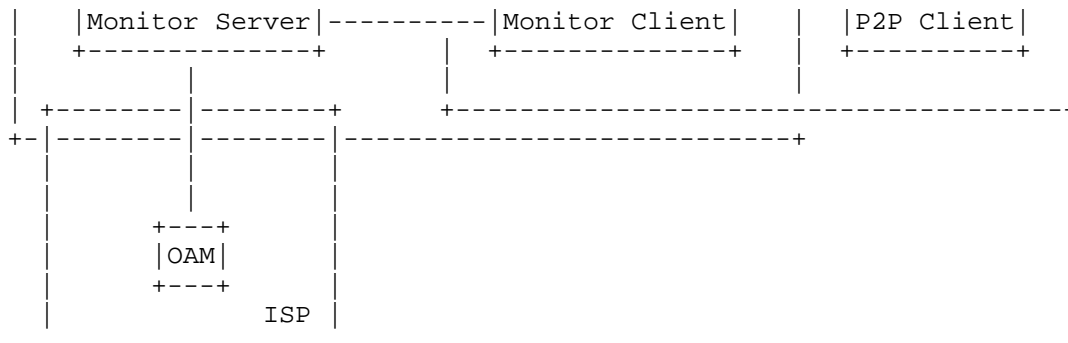 Monitor Server Monitor Client P2P Client
OAM
ISP